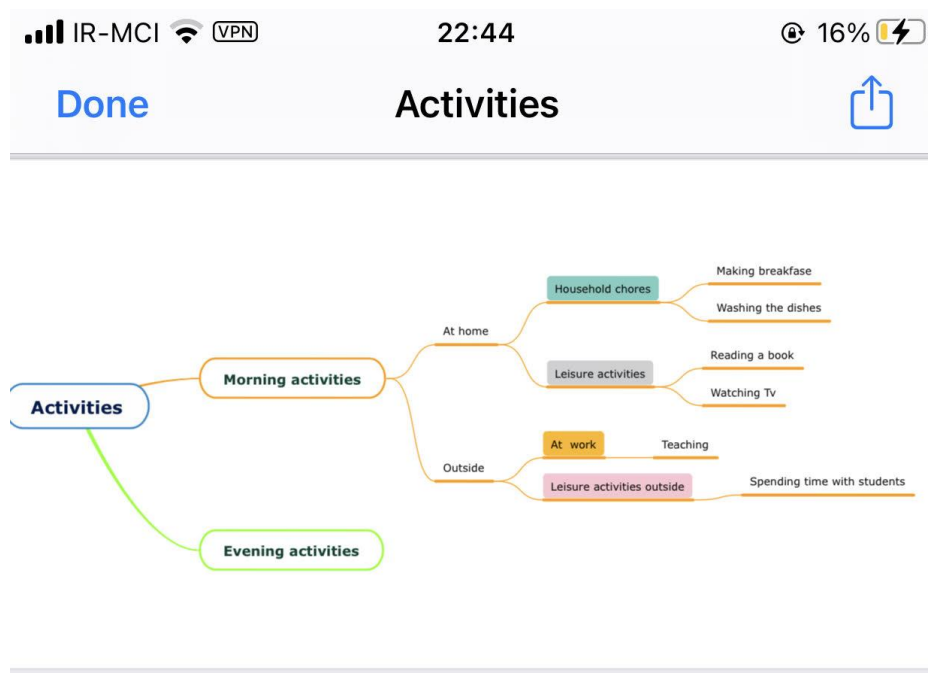 IR-MCI VPN 22:44 16%
Done Activities
Making breakfase
Household chores
Washing the dishes
At home
Reading a book
Leisure activities
Watching Tv
Morning activities
Activities
At work Teaching
Outside
Leisure activities outside Spending time with students
Evening activities